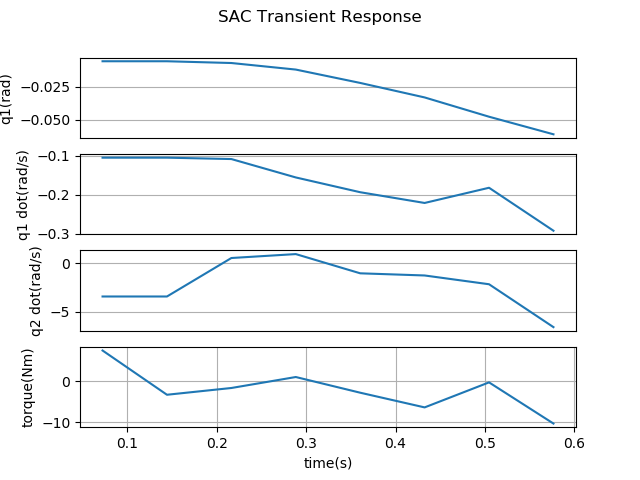 SAC Transient Response
q1(rad)
−0.025
−0.050
q1 dot(rad/s)
−0.1
−0.2
−0.3
q2 dot(rad/s)
0
−5
torque(Nm)
0
−10
0.1 0.2 0.3 0.4 0.5 0.6
time(s)